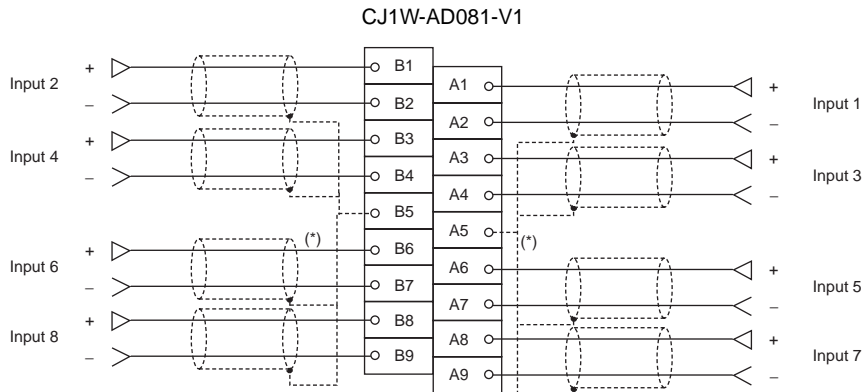 CJ1W-AD081-V1
Input 2
+
–
B1
B2
A1
A2
+
–
Input 1
Input 4
+
–
B3
B4
A3
A4
+
–
Input 3
B5
(*)
A5
(*)
Input 6
+
–
B6
B7
A6
A7
+
–
Input 5
Input 8
+
–
B8
B9
A8
A9
+
–
Input 7